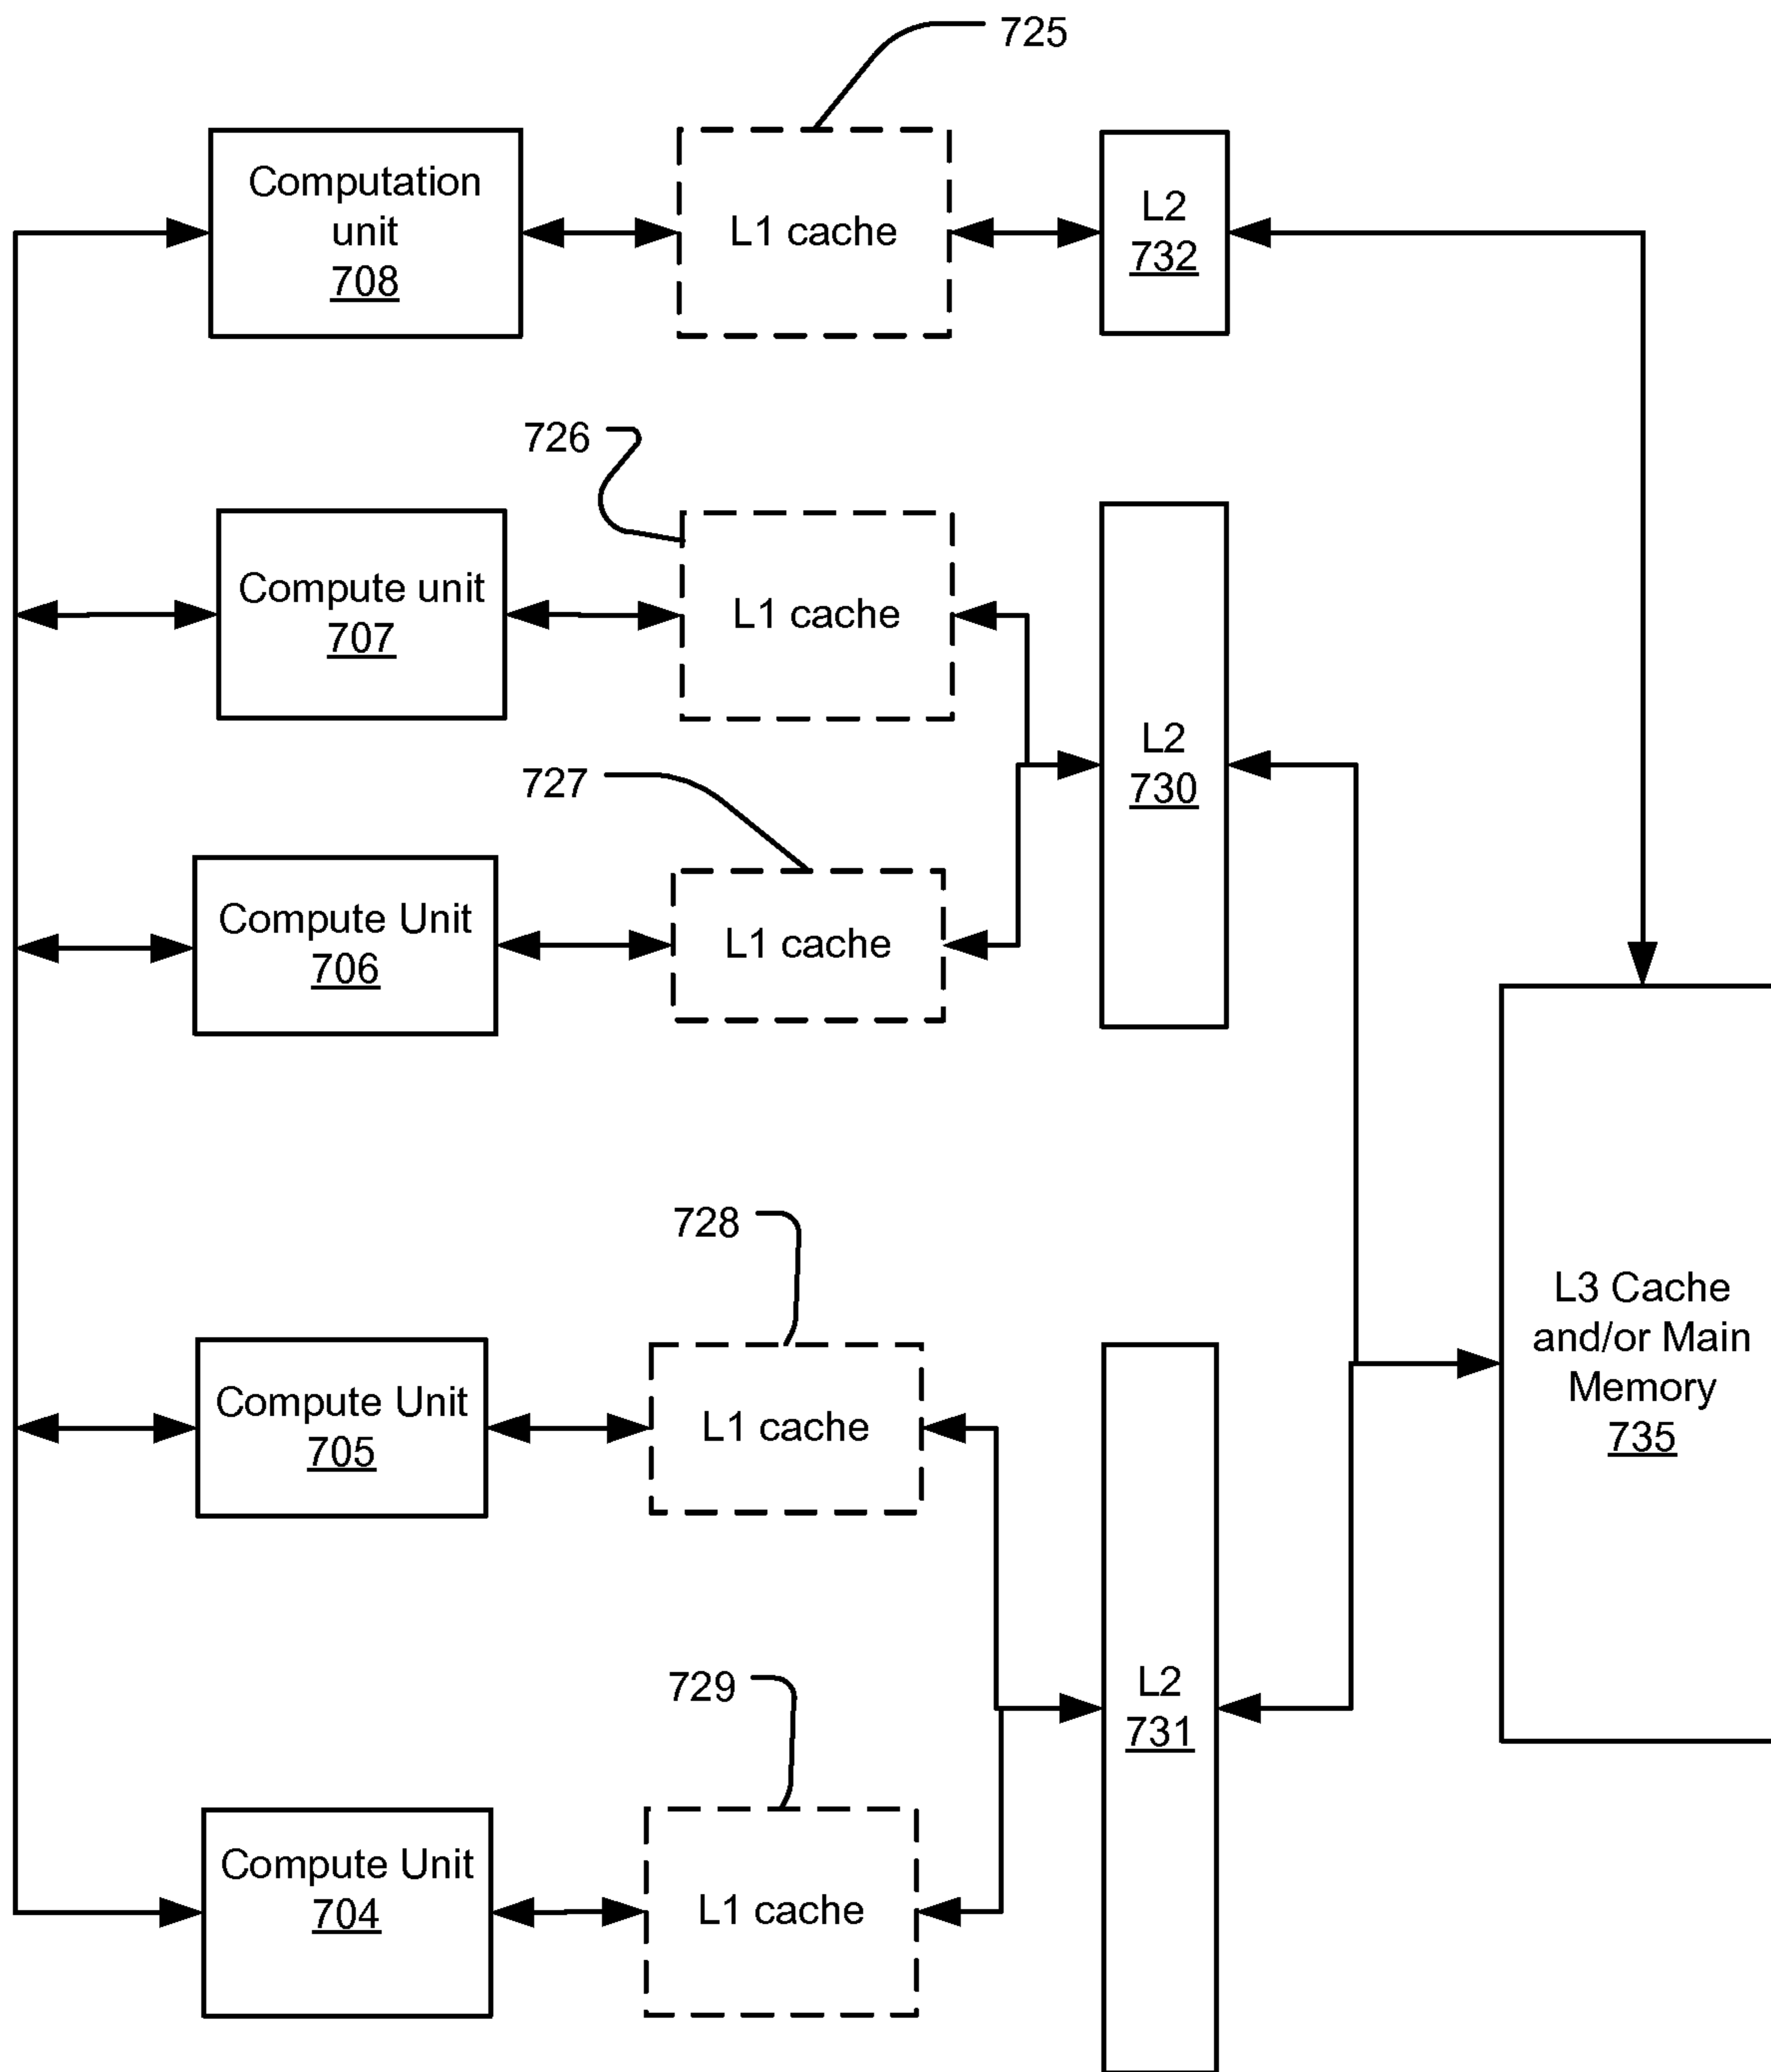 725
Computation
unit
708
L1 cache
L2
732
726
Compute unit
707
L1 cache
L2
730
727
Compute Unit
706
L1 cache
728
Compute Unit
705
L1 cache
L3 Cache
and/or Main
Memory
735
729
L2
731
Compute Unit
704
L1 cache